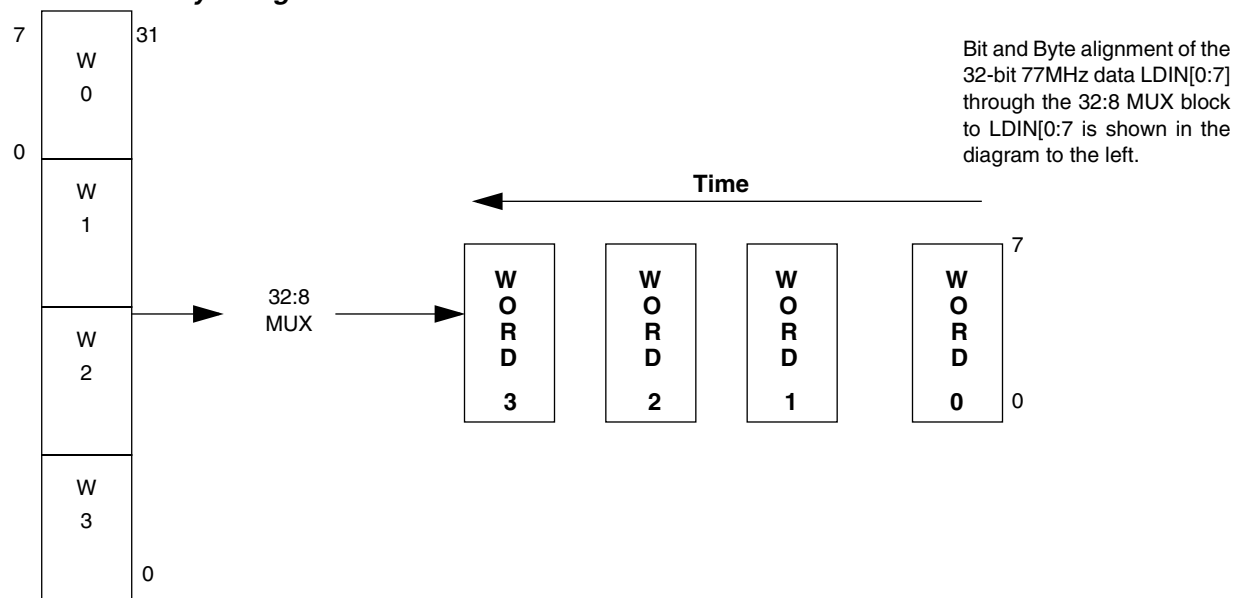 7
31
W
0
0
W
1
W
2
W
3
0
32:8
MUX
Time
W
O
R
D
3
W
O
R
D
2
W
O
R
D
1
W
O
R
D
0
7
0
Bit and Byte alignment of the
32-bit 77MHz data LDIN[0:7]
through the 32:8 MUX block
to LDIN[0:7 is shown in the
diagram to the left.